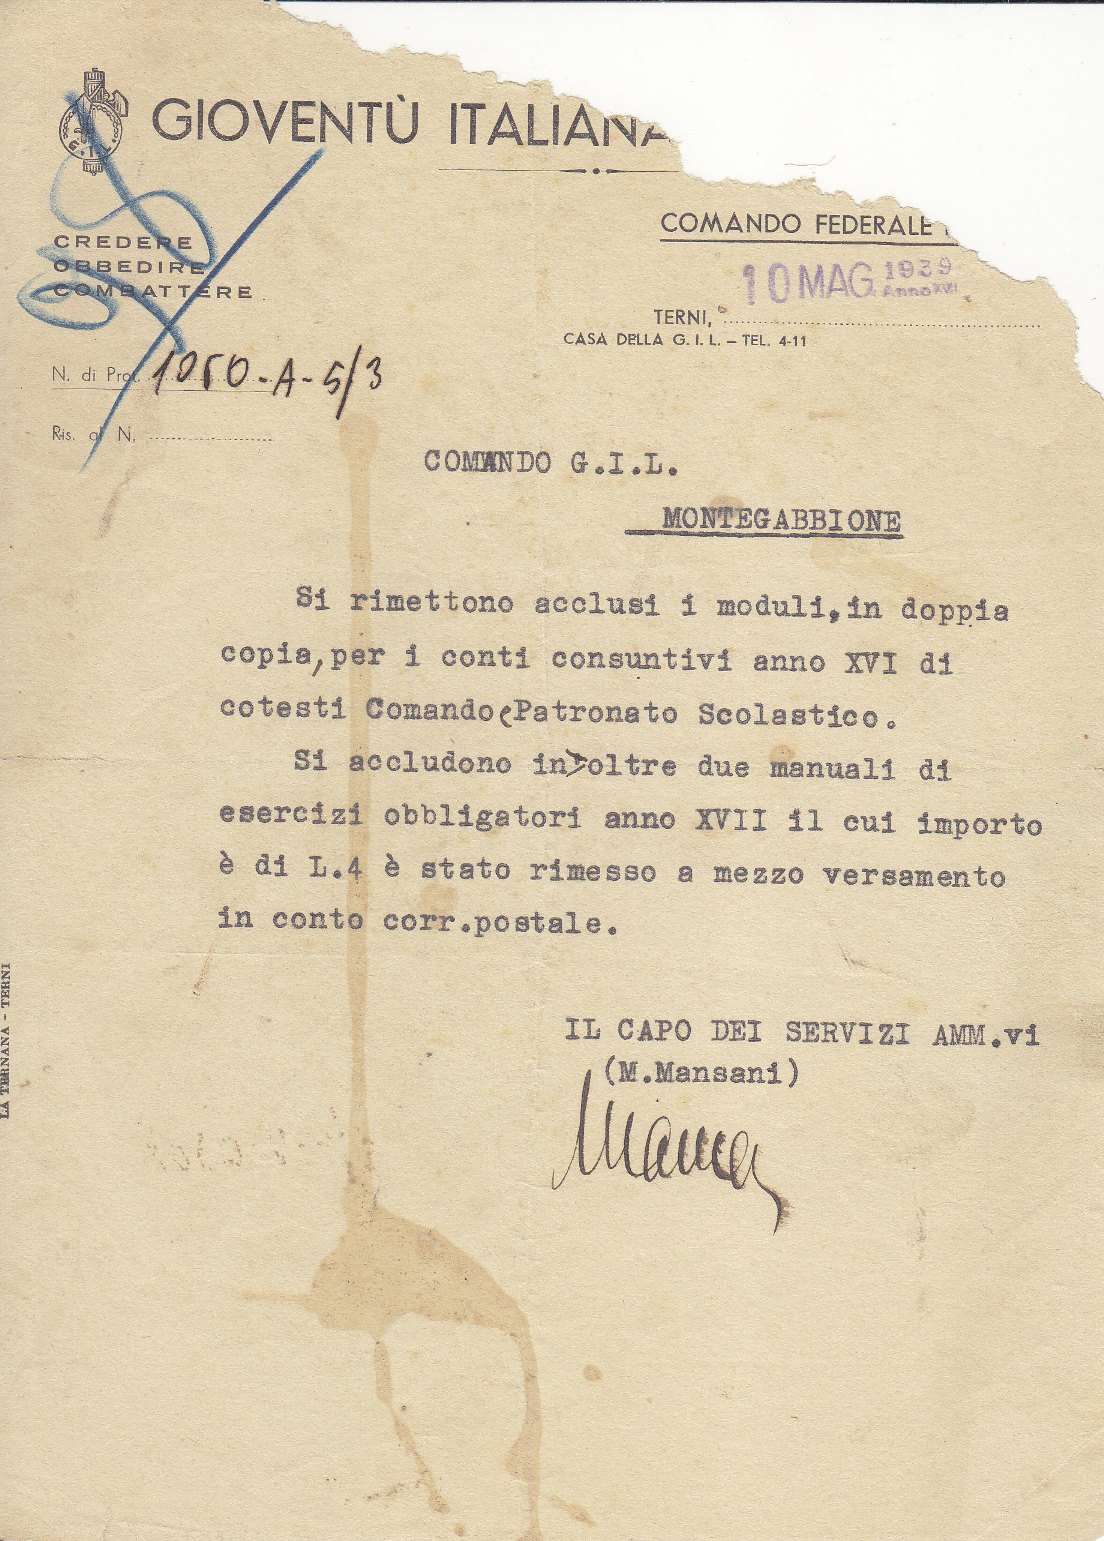 GIOVENTÙ ITALIANA
G.I.L.
CREDERE
OBBEDIRE
COMBATTERE
COMANDO FEDERALE
10 MAG. 1939
Anno XVI
TERNI,
CASA DELLA G. I. L. – TEL. 4-11
N. di Prot. 1050-A-5/3
Ris. al N.
COMANDO G.I.L.
MONTEGABBIONE
Si rimettono acclusi i moduli, in doppia
copia, per i conti consuntivi anno XVI di
cotesti Comando e Patronato Scolastico.
Si accludono inoltre due manuali di
esercizi obbligatori anno XVII il cui importo
è di L.4 è stato rimesso a mezzo versamento
in conto corr.postale.
IL CAPO DEI SERVIZI AMM.vi
(M.Mansani)
LA TERNANA - TERNI